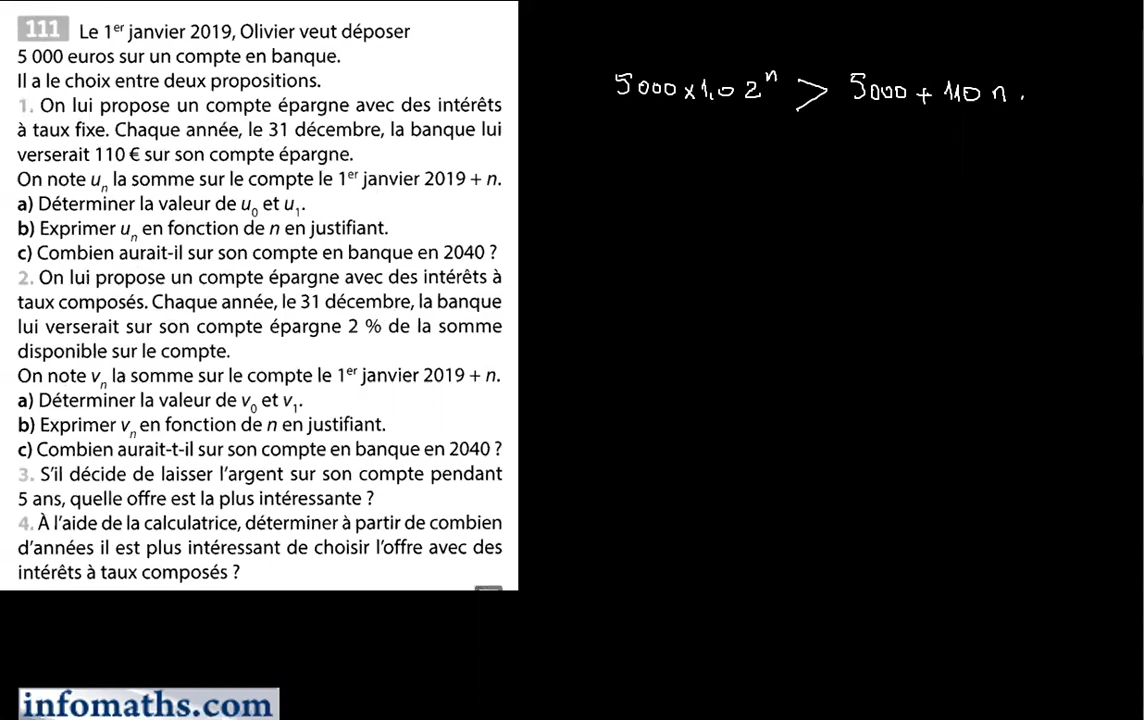 111 Le 1er janvier 2019, Olivier veut déposer
5 000 euros sur un compte en banque.
Il a le choix entre deux propositions.
1. On lui propose un compte épargne avec des intérêts
à taux fixe. Chaque année, le 31 décembre, la banque lui
verserait 110 € sur son compte épargne.
On note un la somme sur le compte le 1er janvier 2019 + n.
a) Déterminer la valeur de u0 et u1.
b) Exprimer un en fonction de n en justifiant.
c) Combien aurait-il sur son compte en banque en 2040 ?
2. On lui propose un compte épargne avec des intérêts à
taux composés. Chaque année, le 31 décembre, la banque
lui verserait sur son compte épargne 2 % de la somme
disponible sur le compte.
On note vn la somme sur le compte le 1er janvier 2019 + n.
a) Déterminer la valeur de v0 et v1.
b) Exprimer vn en fonction de n en justifiant.
c) Combien aurait-t-il sur son compte en banque en 2040 ?
3. S'il décide de laisser l'argent sur son compte pendant
5 ans, quelle offre est la plus intéressante ?
4. À l'aide de la calculatrice, déterminer à partir de combien
d'années il est plus intéressant de choisir l'offre avec des
intérêts à taux composés ?
5000 × 1,02^n > 5000 + 110 n.
infomaths.com